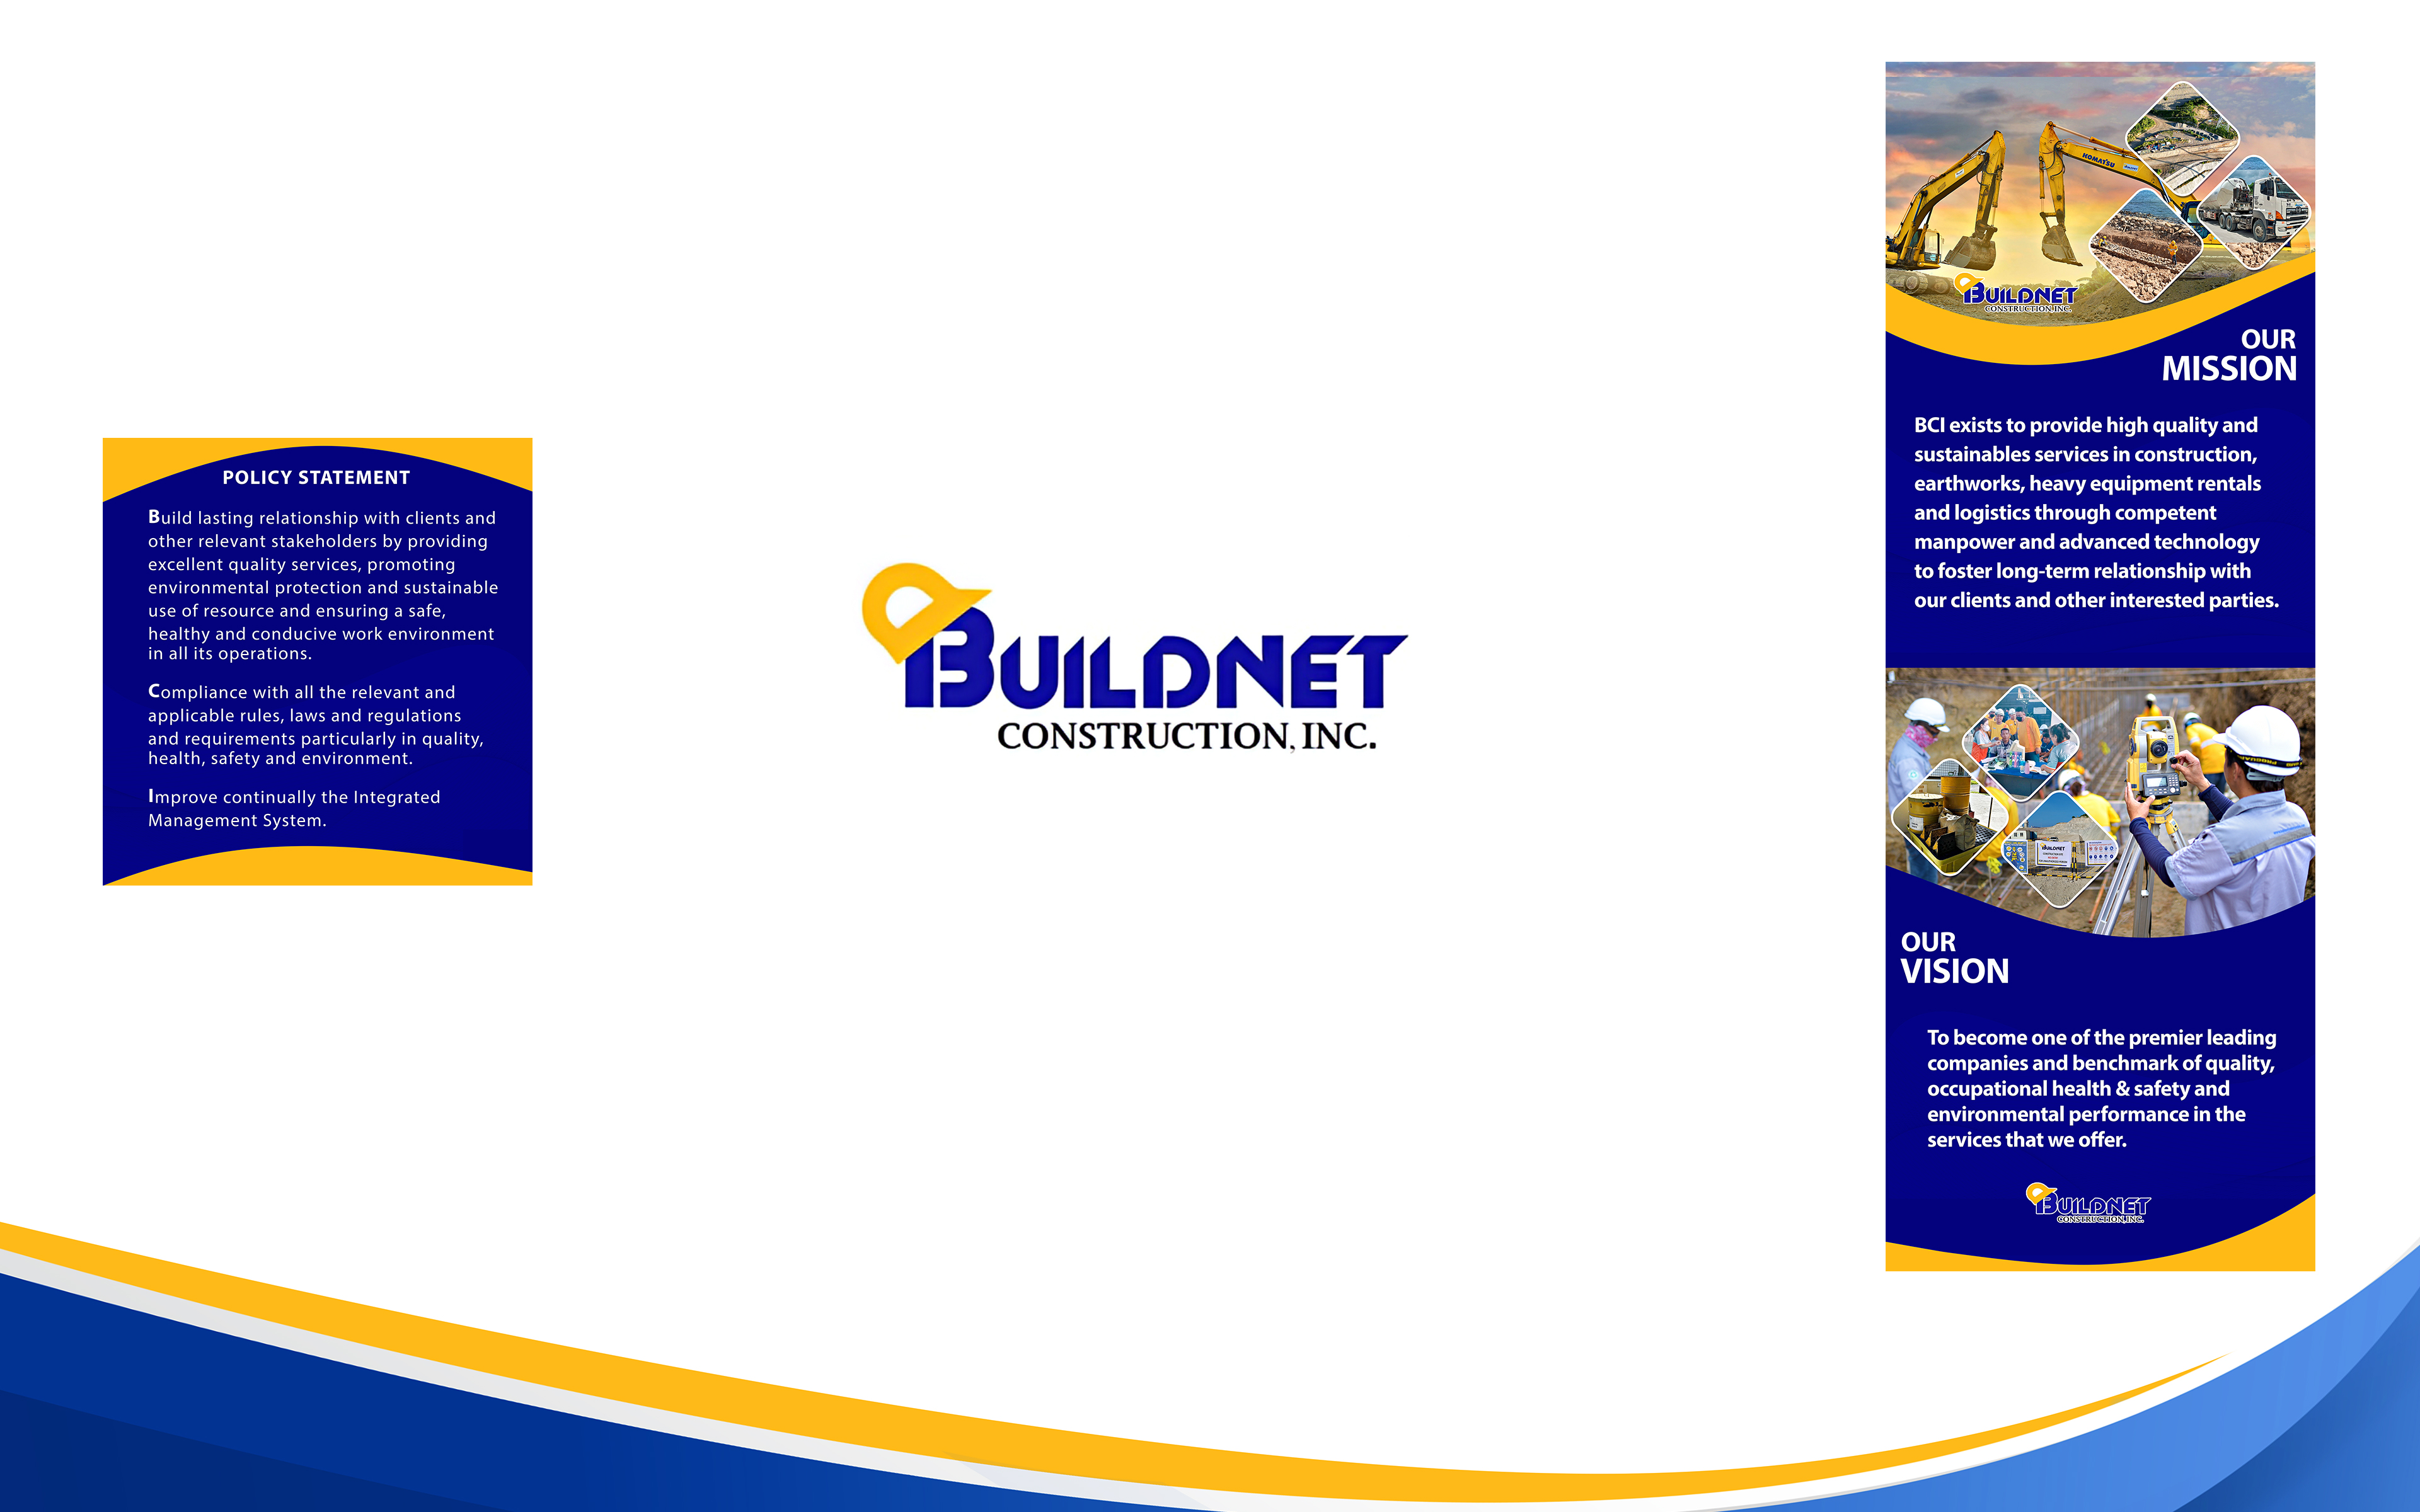 POLICY STATEMENT
Build lasting relationship with clients and
other relevant stakeholders by providing
excellent quality services, promoting
environmental protection and sustainable
use of resource and ensuring a safe,
healthy and conducive work environment
in all its operations.
Compliance with all the relevant and
applicable rules, laws and regulations
and requirements particularly in quality,
health, safety and environment.
Improve continually the Integrated
Management System.
BUILDNET
CONSTRUCTION, INC.
KOMATSU
BUILDNET
CONSTRUCTION, INC.
OUR
MISSION
BCI exists to provide high quality and
sustainables services in construction,
earthworks, heavy equipment rentals
and logistics through competent
manpower and advanced technology
to foster long-term relationship with
our clients and other interested parties.
BUILDNET
OUR
VISION
To become one of the premier leading
companies and benchmark of quality,
occupational health & safety and
environmental performance in the
services that we offer.
BUILDNET
CONSTRUCTION, INC.